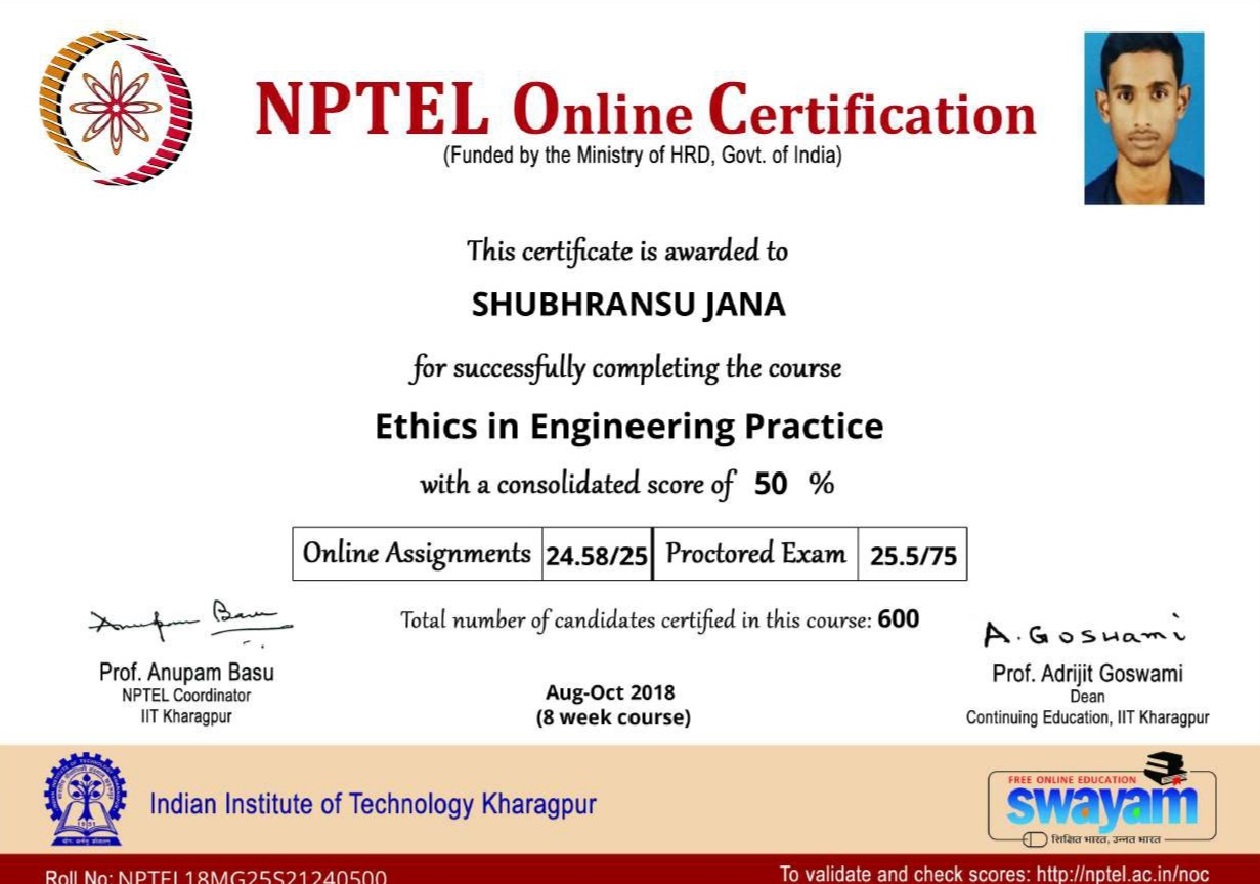 NPTEL Online Certification
(Funded by the Ministry of HRD, Govt. of India)
This certificate is awarded to
SHUBHRANSU JANA
for successfully completing the course
Ethics in Engineering Practice
with a consolidated score of 50 %
Online Assignments 24.58/25 Proctored Exam 25.5/75
Total number of candidates certified in this course: 600
Anupam Basu
A. Goswami
Prof. Anupam Basu
NPTEL Coordinator
IIT Kharagpur
Aug-Oct 2018
(8 week course)
Prof. Adrijit Goswami
Dean
Continuing Education, IIT Kharagpur
Indian Institute of Technology Kharagpur
FREE ONLINE EDUCATION
swayam
शिक्षित भारत, उन्नत भारत
Roll No: NPTEL18MG25S21240500
To validate and check scores: http://nptel.ac.in/noc